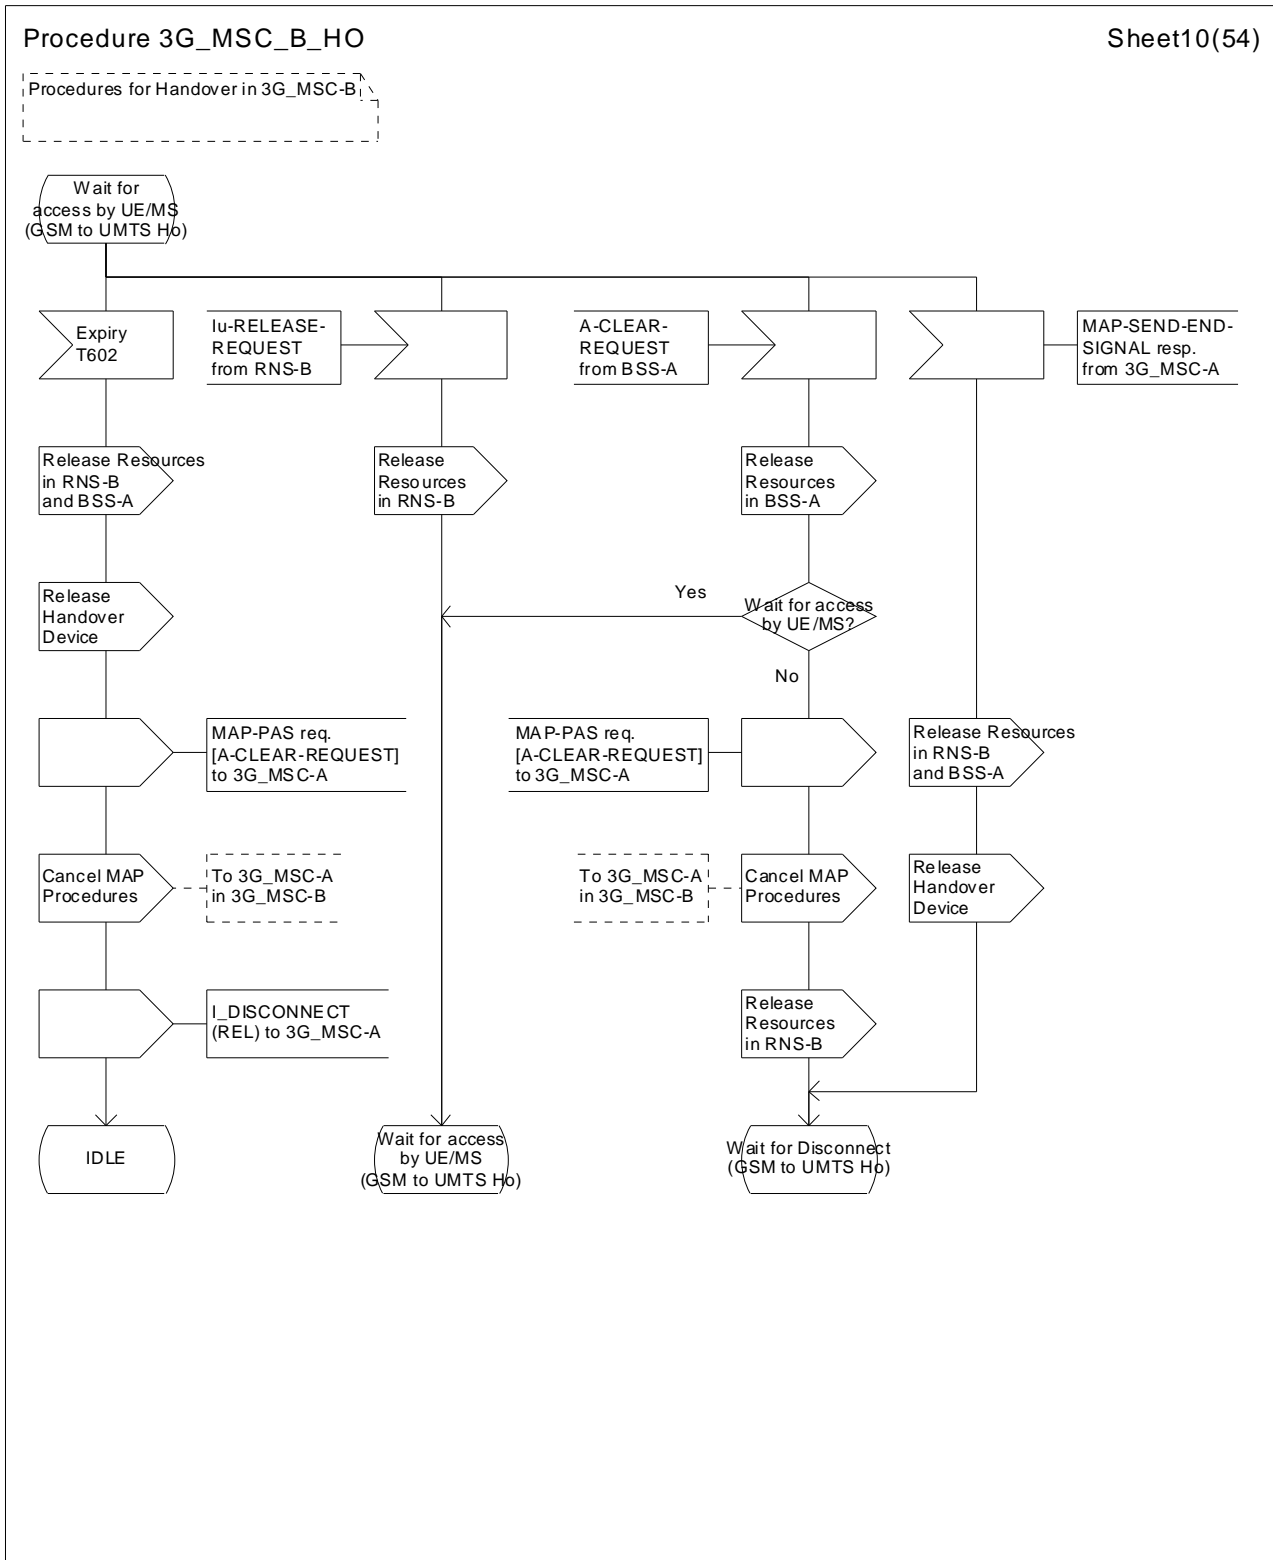 Procedure 3G_MSC_B_HO
Sheet10(54)
Procedures for Handover in 3G_MSC-B
Wait for
access by UE/MS
(GSM to UMTS Ho)
Expiry
T602
Iu-RELEASE-
REQUEST
from RNS-B
A-CLEAR-
REQUEST
from BSS-A
MAP-SEND-END-
SIGNAL resp.
from 3G_MSC-A
Release Resources
in RNS-B
and BSS-A
Release
Resources
in RNS-B
Release
Resources
in BSS-A
Release
Handover
Device
Yes
Wait for access
by UE/MS?
No
MAP-PAS req.
[A-CLEAR-REQUEST]
to 3G_MSC-A
MAP-PAS req.
[A-CLEAR-REQUEST]
to 3G_MSC-A
Release Resources
in RNS-B
and BSS-A
Cancel MAP
Procedures
To 3G_MSC-A
in 3G_MSC-B
To 3G_MSC-A
in 3G_MSC-B
Cancel MAP
Procedures
Release
Handover
Device
I_DISCONNECT
(REL) to 3G_MSC-A
Release
Resources
in RNS-B
IDLE
Wait for access
by UE/MS
(GSM to UMTS Ho)
Wait for Disconnect
(GSM to UMTS Ho)